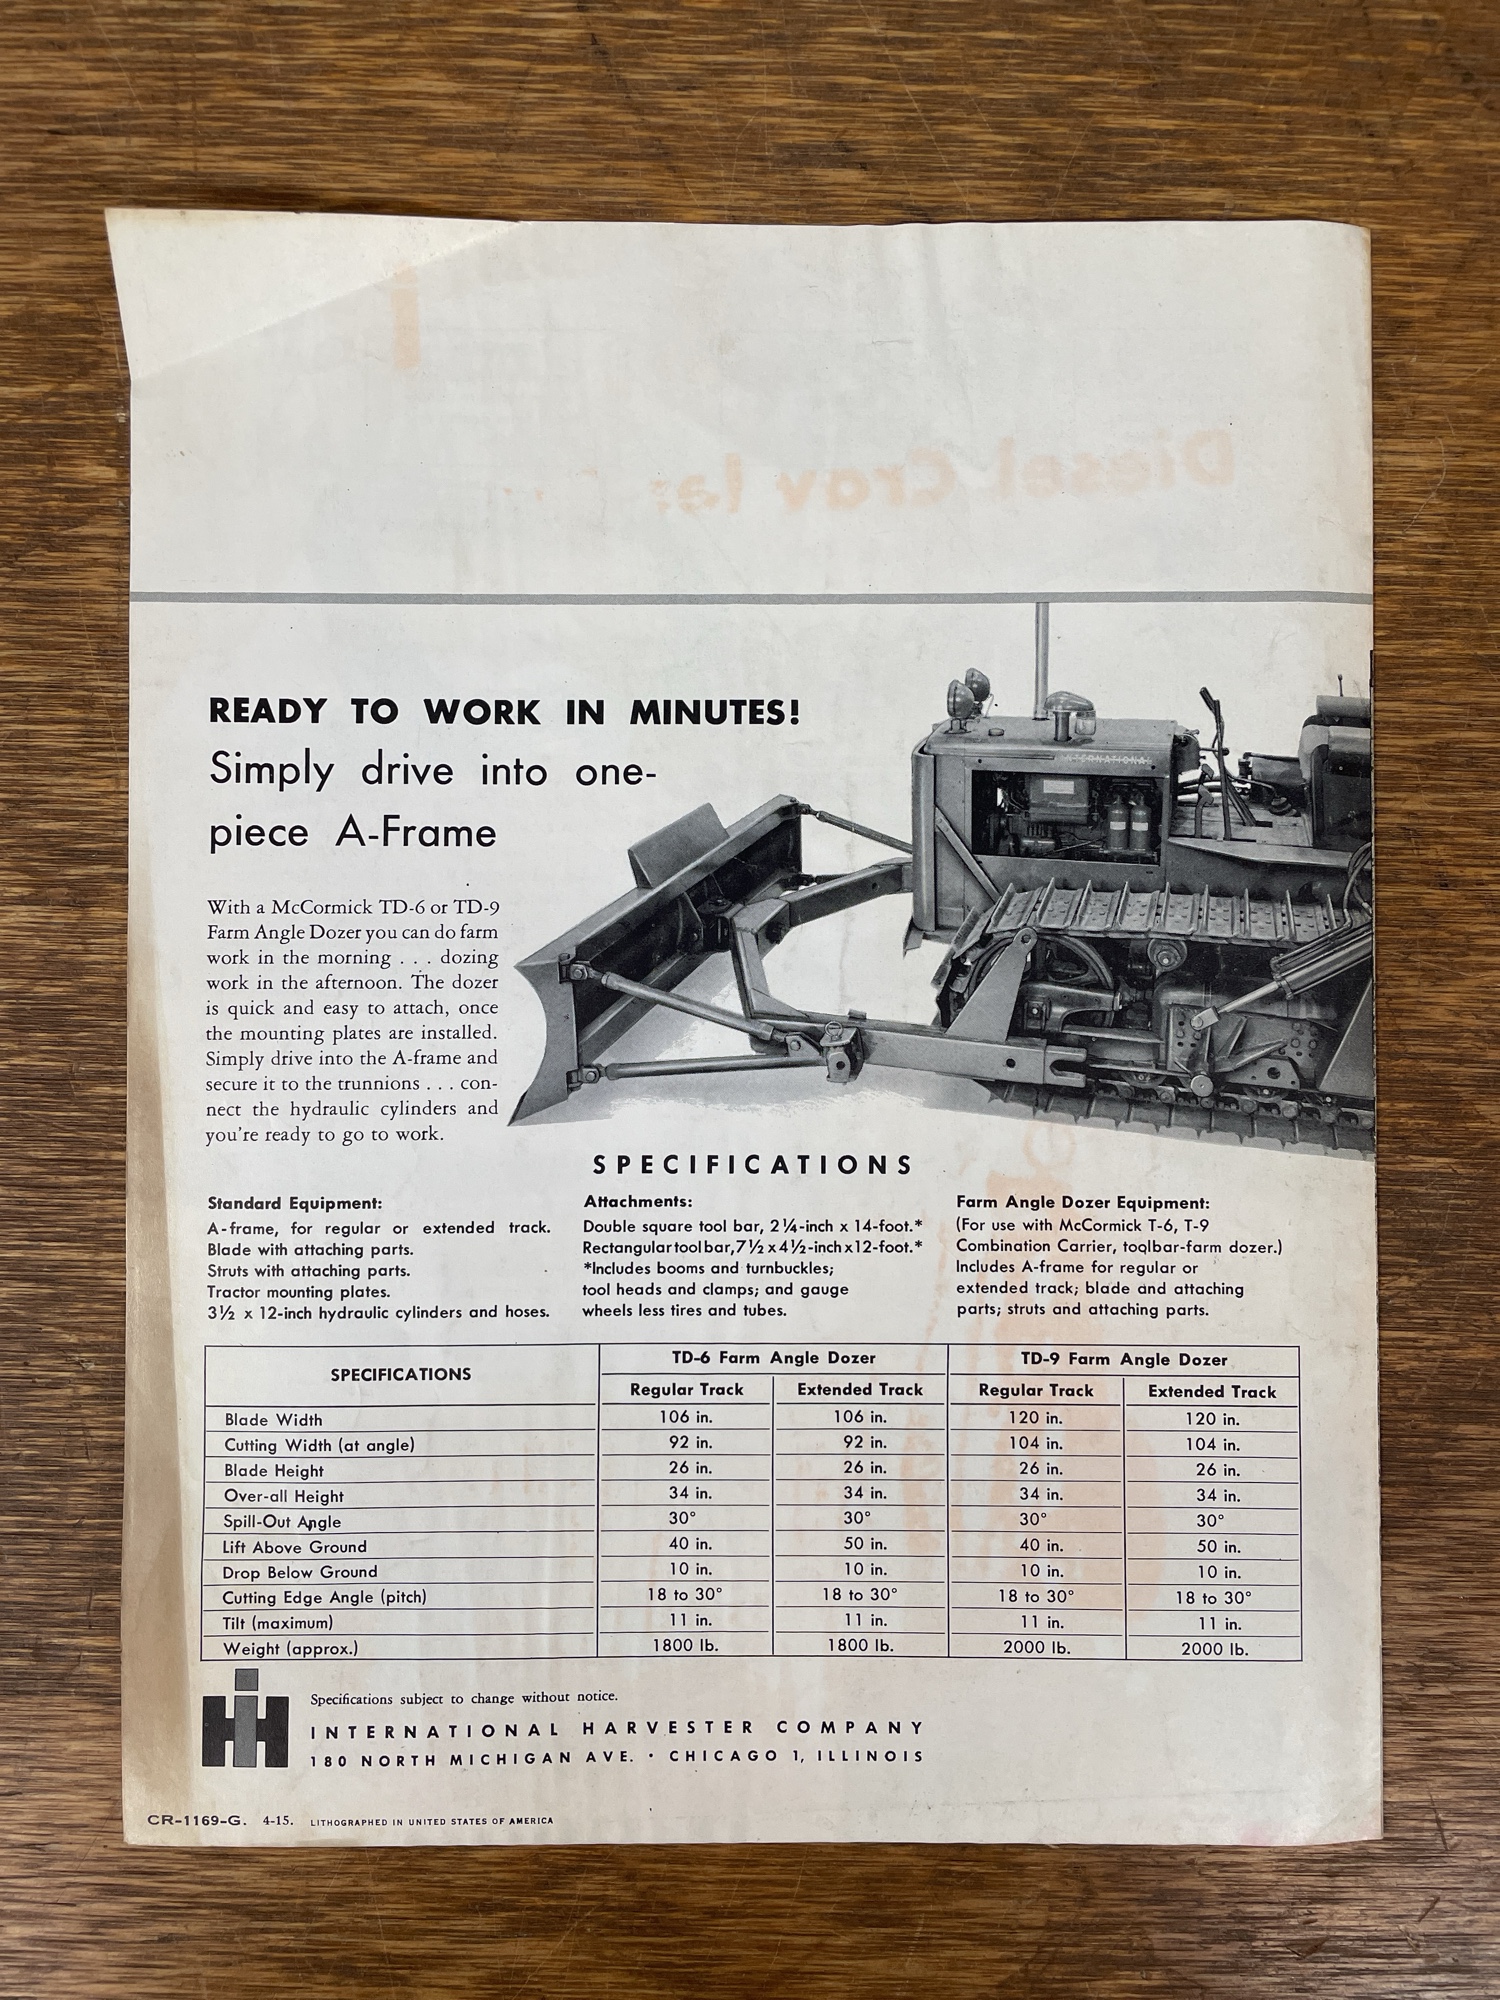 READY TO WORK IN MINUTES!
Simply drive into one-
piece A-Frame
With a McCormick TD-6 or TD-9
Farm Angle Dozer you can do farm
work in the morning . . . dozing
work in the afternoon. The dozer
is quick and easy to attach, once
the mounting plates are installed.
Simply drive into the A-frame and
secure it to the trunnions . . . con-
nect the hydraulic cylinders and
you're ready to go to work.
INTERNATIONAL
SPECIFICATIONS
Standard Equipment:
A-frame, for regular or extended track.
Blade with attaching parts.
Struts with attaching parts.
Tractor mounting plates.
3½ x 12-inch hydraulic cylinders and hoses.
Attachments:
Double square tool bar, 2¼-inch x 14-foot.*
Rectangular tool bar, 7½ x 4½-inch x 12-foot.*
*Includes booms and turnbuckles;
tool heads and clamps; and gauge
wheels less tires and tubes.
Farm Angle Dozer Equipment:
(For use with McCormick T-6, T-9
Combination Carrier, toolbar-farm dozer.)
Includes A-frame for regular or
extended track; blade and attaching
parts; struts and attaching parts.
SPECIFICATIONS TD-6 Farm Angle Dozer TD-9 Farm Angle Dozer
Regular Track Extended Track Regular Track Extended Track
Blade Width 106 in. 106 in. 120 in. 120 in.
Cutting Width (at angle) 92 in. 92 in. 104 in. 104 in.
Blade Height 26 in. 26 in. 26 in. 26 in.
Over-all Height 34 in. 34 in. 34 in. 34 in.
Spill-Out Angle 30° 30° 30° 30°
Lift Above Ground 40 in. 50 in. 40 in. 50 in.
Drop Below Ground 10 in. 10 in. 10 in. 10 in.
Cutting Edge Angle (pitch) 18 to 30° 18 to 30° 18 to 30° 18 to 30°
Tilt (maximum) 11 in. 11 in. 11 in. 11 in.
Weight (approx.) 1800 lb. 1800 lb. 2000 lb. 2000 lb.
IH
Specifications subject to change without notice.
INTERNATIONAL HARVESTER COMPANY
180 NORTH MICHIGAN AVE. • CHICAGO 1, ILLINOIS
CR-1169-G. 4-15. LITHOGRAPHED IN UNITED STATES OF AMERICA